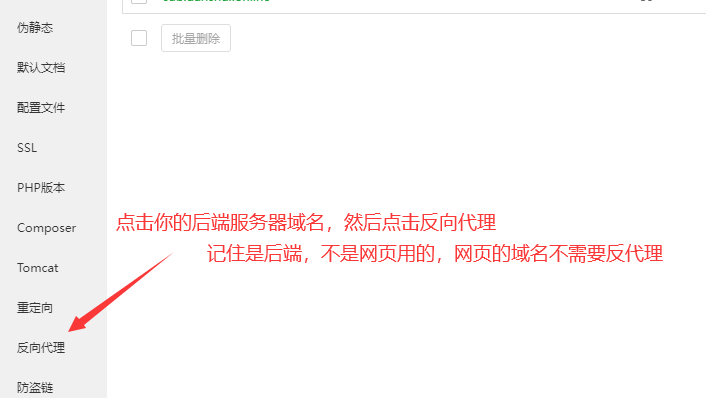 伪静态
批量删除
默认文档
配置文件
SSL
PHP版本
点击你的后端服务器域名，然后点击反向代理
Composer
记住是后端，不是网页用的，网页的域名不需要反代理
Tomcat
重定向
反向代理
防盗链